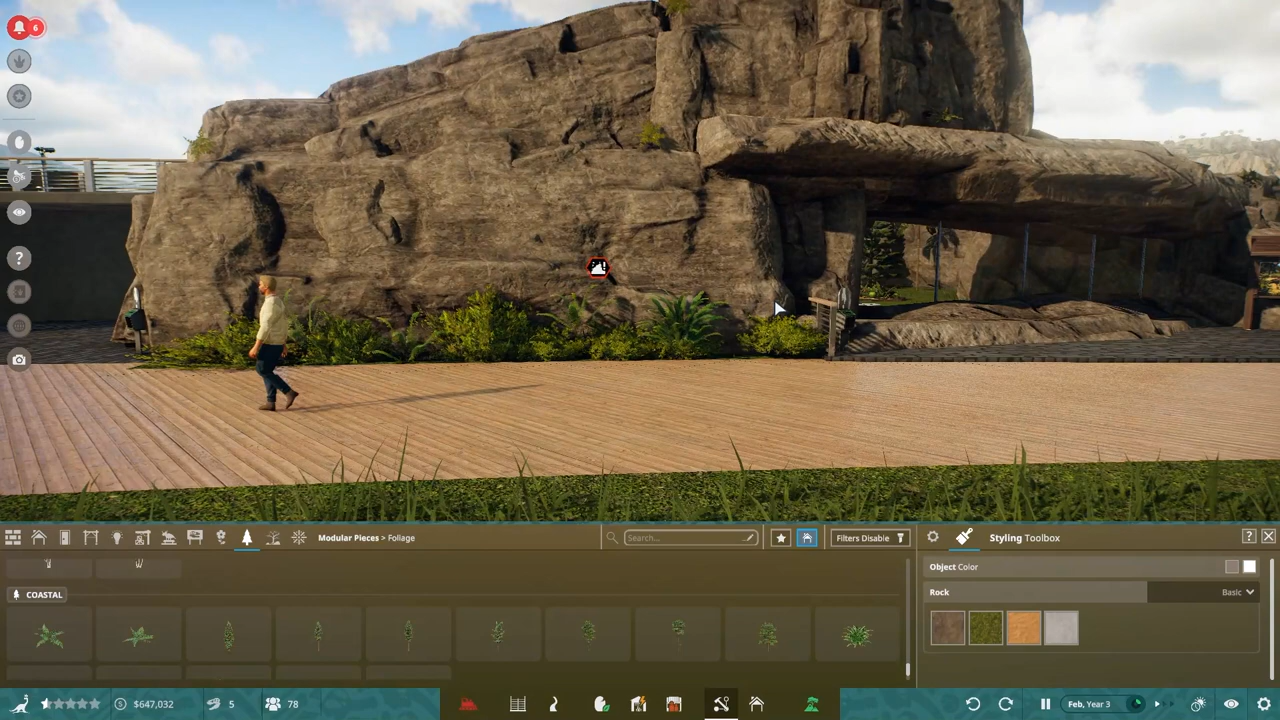 6
?
Modular Pieces > Foliage
Search...
Filters Disable
Styling Toolbox
?
Object Color
COASTAL
Rock
Basic
$647,032
5
78
Feb, Year 3